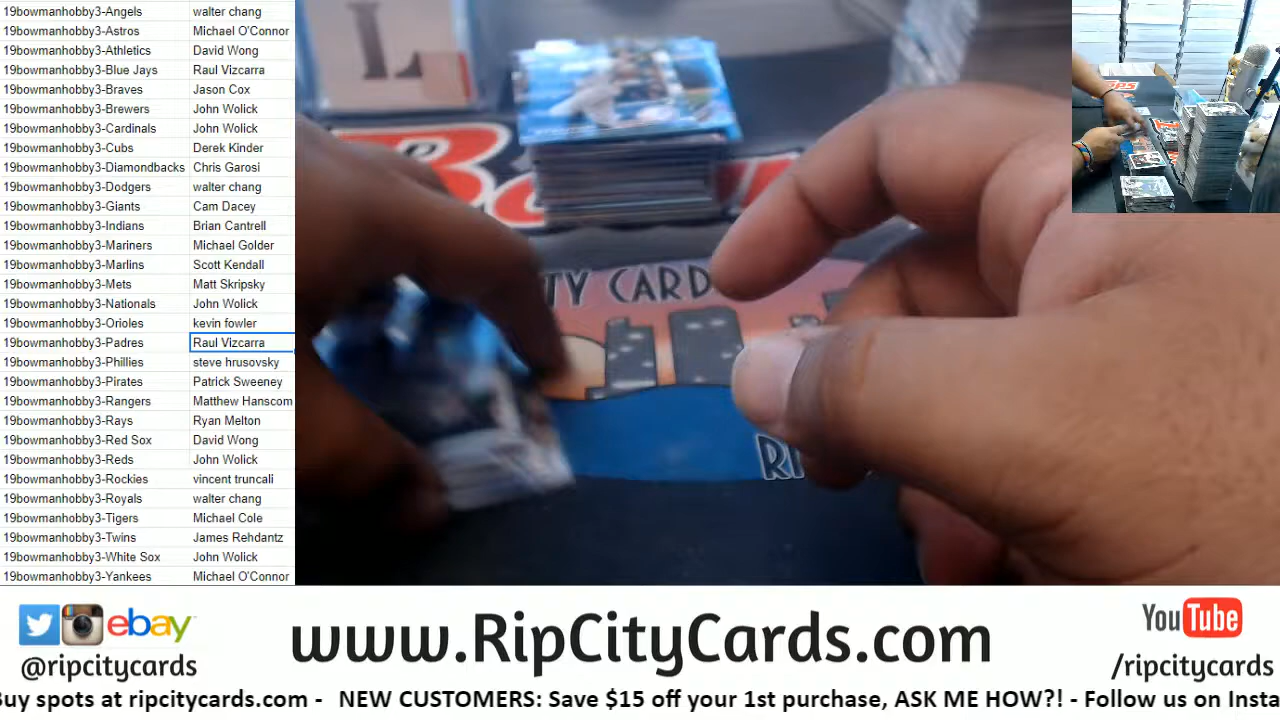 19bowmanhobby3-Angels walter chang
19bowmanhobby3-Astros Michael O'Connor
19bowmanhobby3-Athletics David Wong
19bowmanhobby3-Blue Jays Raul Vizcarra
19bowmanhobby3-Braves Jason Cox
19bowmanhobby3-Brewers John Wolick
19bowmanhobby3-Cardinals John Wolick
19bowmanhobby3-Cubs Derek Kinder
19bowmanhobby3-Diamondbacks Chris Garosi
19bowmanhobby3-Dodgers walter chang
19bowmanhobby3-Giants Cam Dacey
19bowmanhobby3-Indians Brian Cantrell
19bowmanhobby3-Mariners Michael Golder
19bowmanhobby3-Marlins Scott Kendall
19bowmanhobby3-Mets Matt Skripsky
19bowmanhobby3-Nationals John Wolick
19bowmanhobby3-Orioles kevin fowler
19bowmanhobby3-Padres Raul Vizcarra
19bowmanhobby3-Phillies steve hrusovsky
19bowmanhobby3-Pirates Patrick Sweeney
19bowmanhobby3-Rangers Matthew Hanscom
19bowmanhobby3-Rays Ryan Melton
19bowmanhobby3-Red Sox David Wong
19bowmanhobby3-Reds John Wolick
19bowmanhobby3-Rockies vincent truncali
19bowmanhobby3-Royals walter chang
19bowmanhobby3-Tigers Michael Cole
19bowmanhobby3-Twins James Rehdantz
19bowmanhobby3-White Sox John Wolick
19bowmanhobby3-Yankees Michael O'Connor
L
TY CARD
RI
ebay
@ripcitycards
www.RipCityCards.com
YouTube
/ripcitycards
Buy spots at ripcitycards.com - NEW CUSTOMERS: Save $15 off your 1st purchase, ASK ME HOW?! - Follow us on Insta